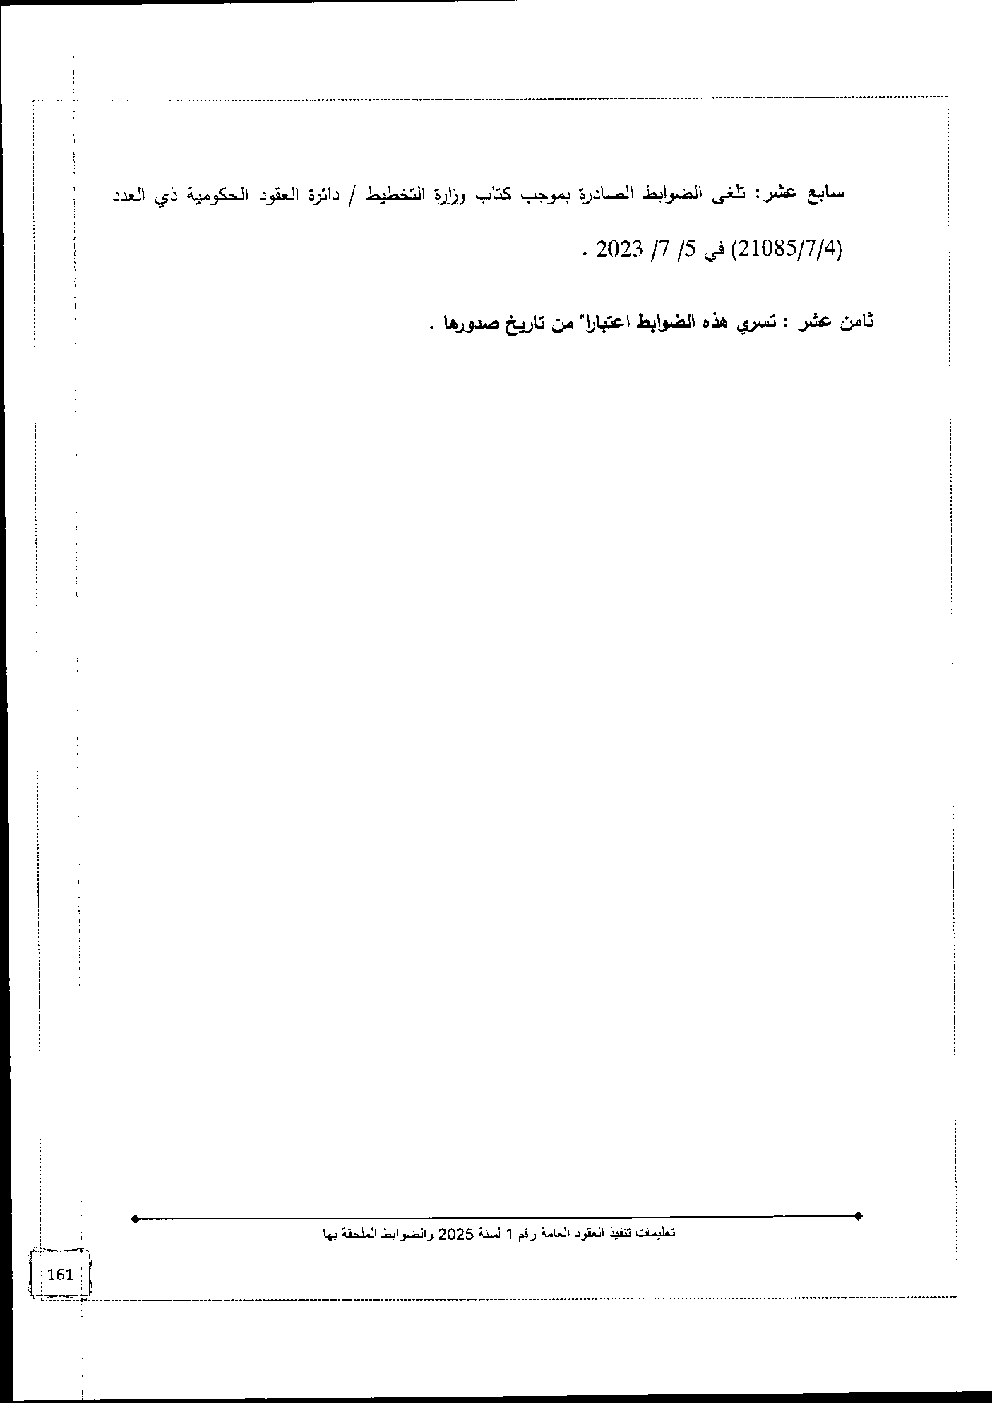 سابع عشر : تلغى الضوابط الصادرة بموجب كتاب وزارة التخطيط / دائرة العقود الحكومية ذي العدد
(21085/7/4) في 5/ 7/ 2023 .
ثامن عشر : تسري هذه الضوابط اعتبارا" من تاريخ صدورها .
تعليمات تنفيذ العقود العامة رقم 1 لسنة 2025 والضوابط الملحقة بها
161